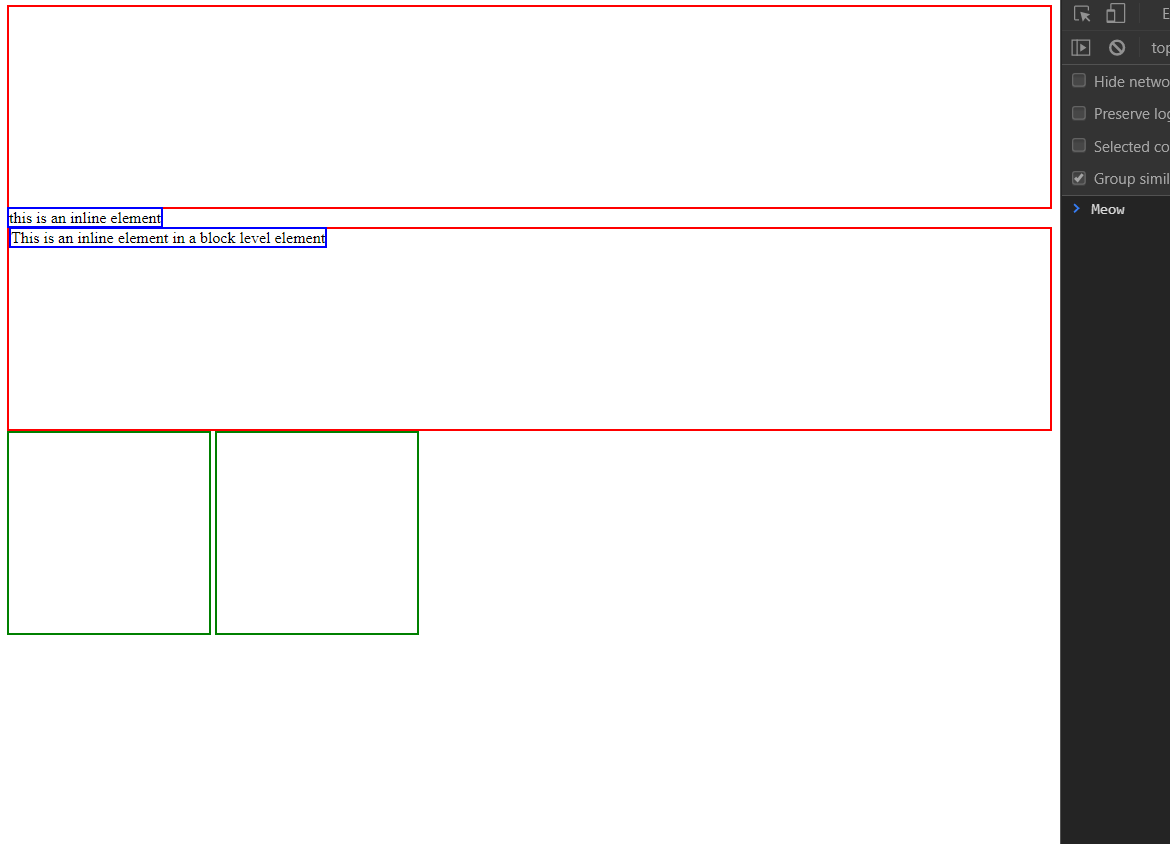 this is an inline element
This is an inline element in a block level element
E
top
Hide netwo
Preserve log
Selected co
Group simil
Meow